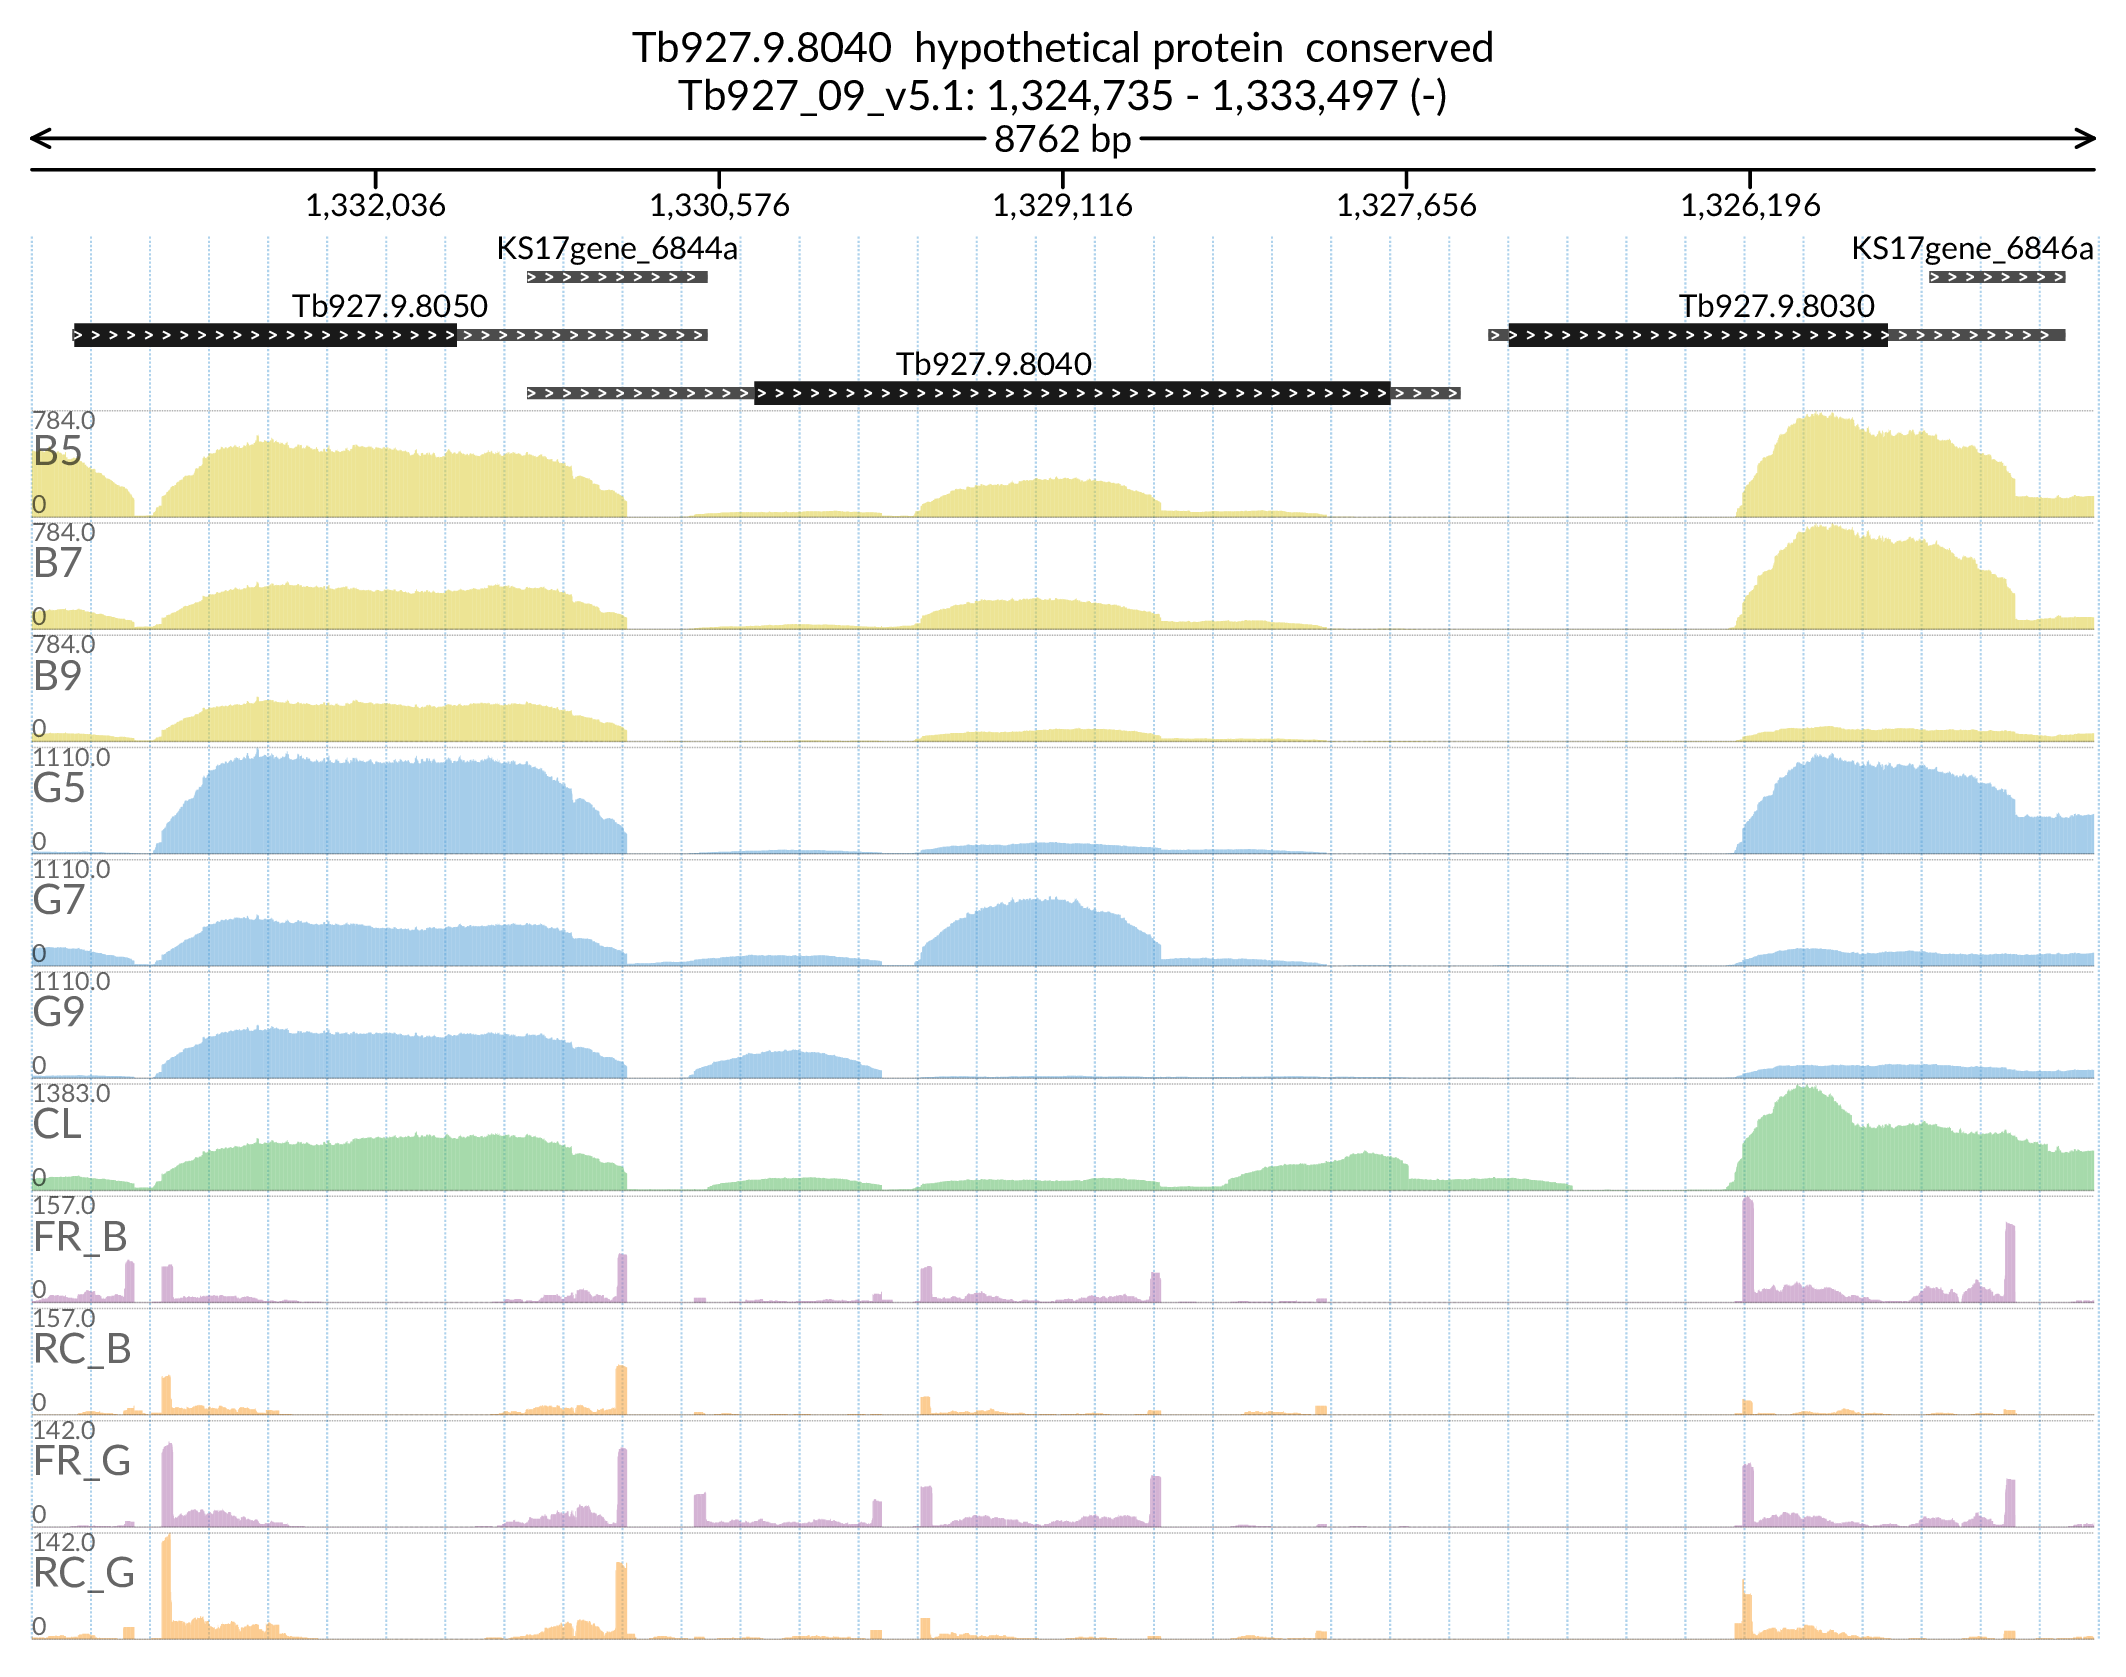 Tb927.9.8040  hypothetical protein  conserved
Tb927_09_v5.1: 1,324,735 - 1,333,497 (-)
8762 bp
1,332,036 1,330,576 1,329,116 1,327,656 1,326,196
KS17gene_6844a KS17gene_6846a
Tb927.9.8050 Tb927.9.8030
Tb927.9.8040
784.0
B5
0
784.0
B7
0
784.0
B9
0
1110.0
G5
0
1110.0
G7
0
1110.0
G9
0
1383.0
CL
0
157.0
FR_B
0
157.0
RC_B
0
142.0
FR_G
0
142.0
RC_G
0